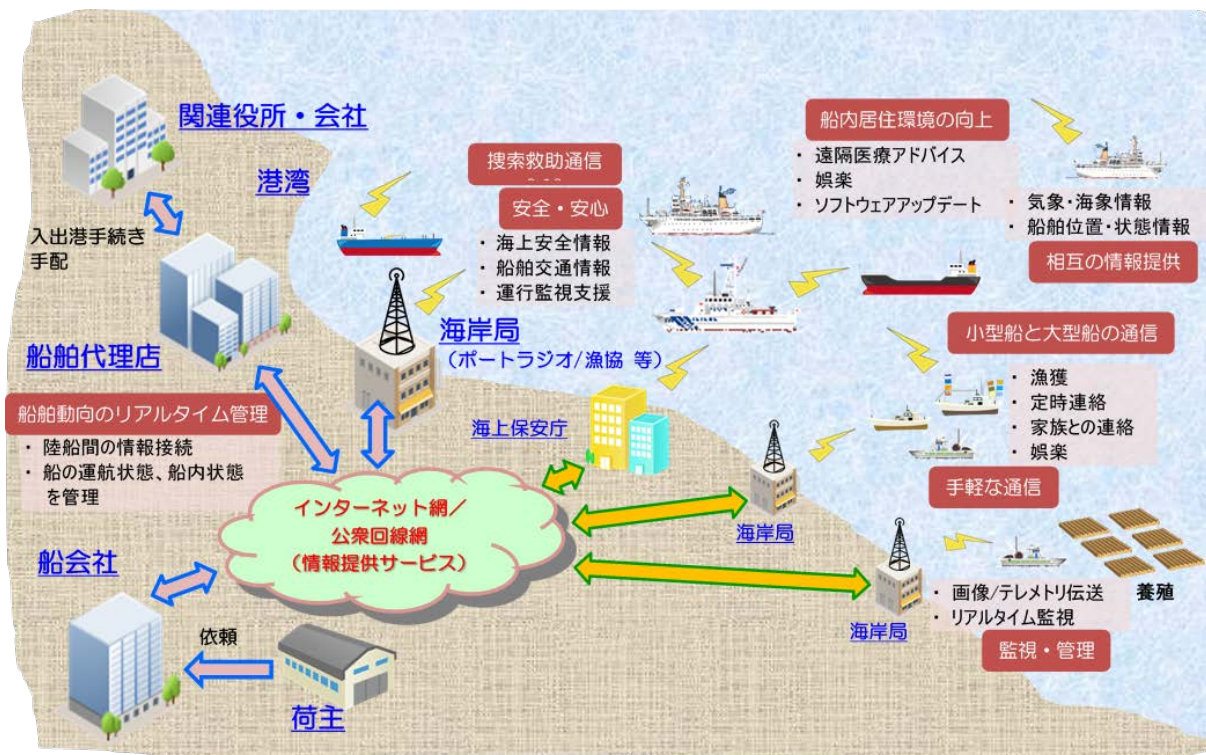 関連役所・会社
港湾
入出港手続き
手配
船舶代理店
船舶動向のリアルタイム管理
・ 陸船間の情報接続
・ 船の運航状態、船内状態
を管理
船会社
依頼
荷主
インターネット網／
公衆回線網
（情報提供サービス）
捜索救助通信
安全・安心
・ 海上安全情報
・ 船舶交通情報
・ 運行監視支援
海岸局
（ポートラジオ/漁協 等）
海上保安庁
船内居住環境の向上
・ 遠隔医療アドバイス
・ 娯楽
・ ソフトウェアアップデート
・ 気象・海象情報
・ 船舶位置・状態情報
相互の情報提供
小型船と大型船の通信
・ 漁獲
・ 定時連絡
・ 家族との連絡
・ 娯楽
手軽な通信
海岸局
海岸局
・ 画像/テレメトリ伝送
・ リアルタイム監視
監視・管理
養殖